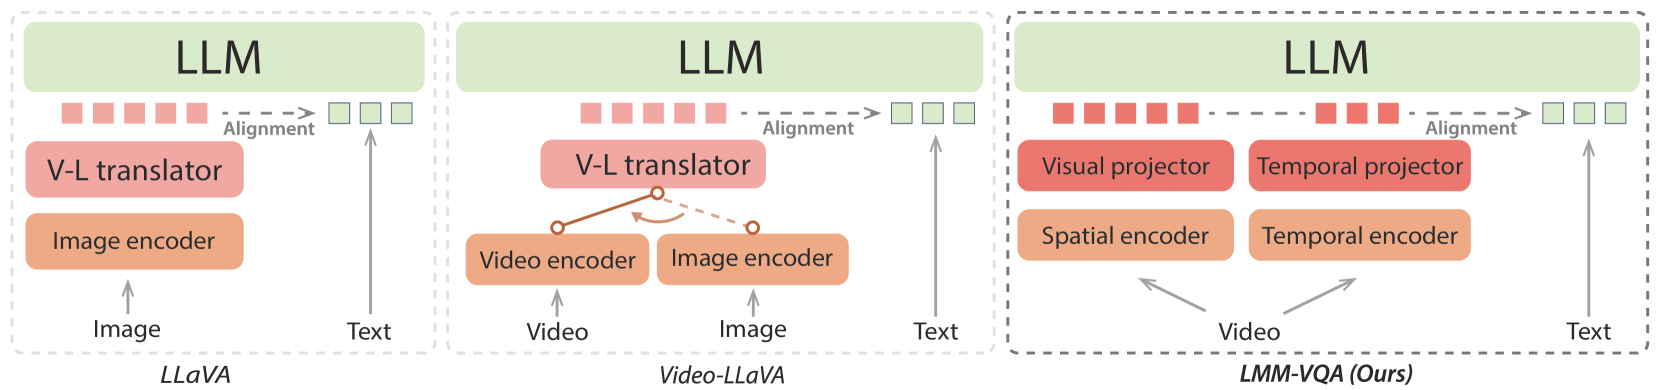 LLM
Alignment
V-L translator
Image encoder
Image
Text
LLaVA
LLM
Alignment
V-L translator
Video encoder
Image encoder
Video
Image
Text
Video-LLaVA
LLM
Alignment
Visual projector
Temporal projector
Spatial encoder
Temporal encoder
Video
Text
LMM-VQA (Ours)